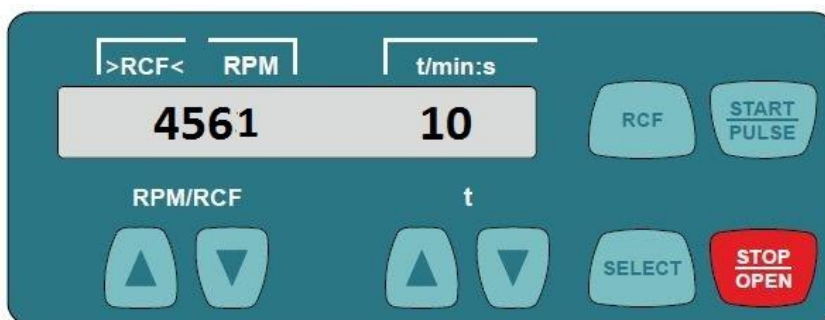 >RCF< RPM t/min:s
4561 10
RCF
START
PULSE
RPM/RCF t
SELECT
STOP
OPEN